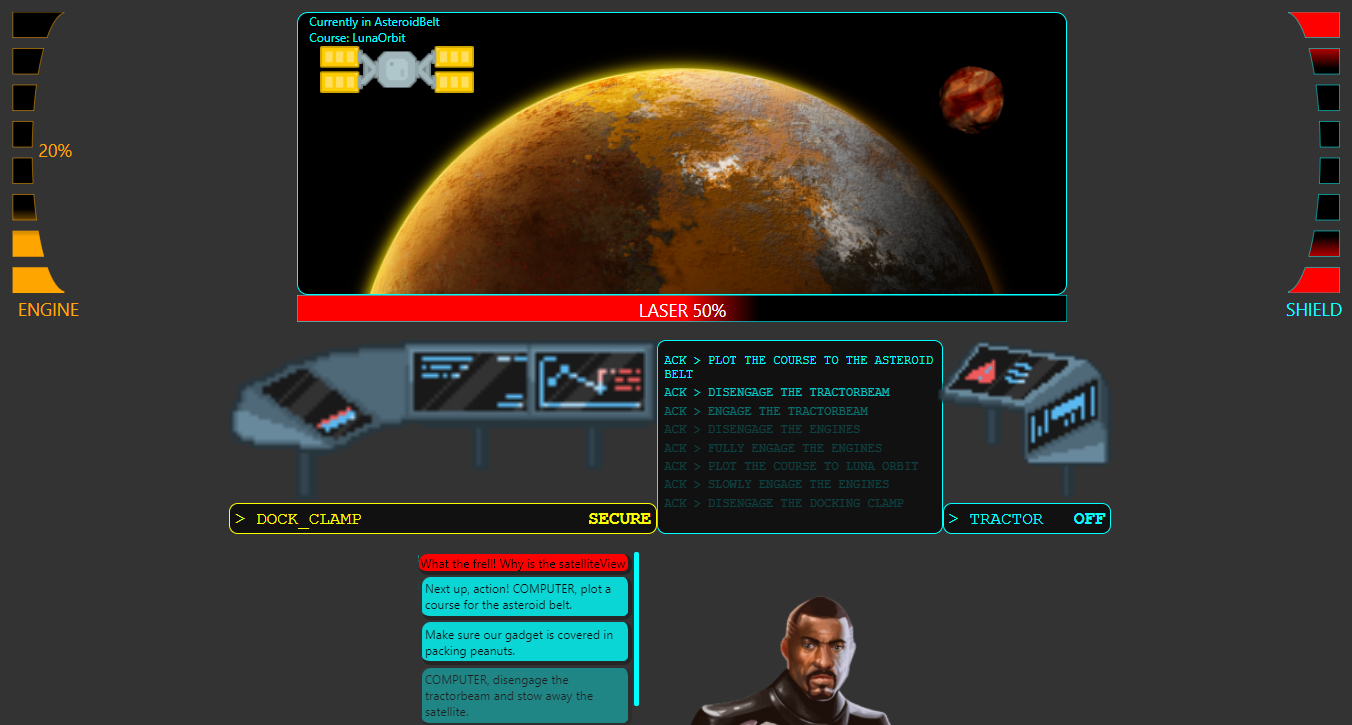 Currently in AsteroidBelt
Course: LunaOrbit
20%
ENGINE
LASER 50%
SHIELD
ACK > PLOT THE COURSE TO THE ASTEROID
BELT
ACK > DISENGAGE THE TRACTORBEAM
ACK > ENGAGE THE TRACTORBEAM
ACK > DISENGAGE THE ENGINES
ACK > FULLY ENGAGE THE ENGINES
ACK > PLOT THE COURSE TO LUNA ORBIT
ACK > SLOWLY ENGAGE THE ENGINES
ACK > DISENGAGE THE DOCKING CLAMP
> DOCK_CLAMP SECURE
> TRACTOR OFF
What the frell! Why is the satelliteView
Next up, action! COMPUTER, plot a
course for the asteroid belt.
Make sure our gadget is covered in
packing peanuts.
COMPUTER, disengage the
tractorbeam and stow away the
satellite.